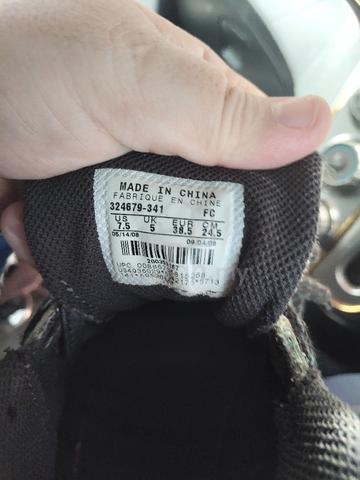 MADE IN CHINA
FABRIQUE EN CHINE
324679-341 FC
US UK EUR CM
7.5 5 38.5 24.5
05/14/08 09/04/08
UPC